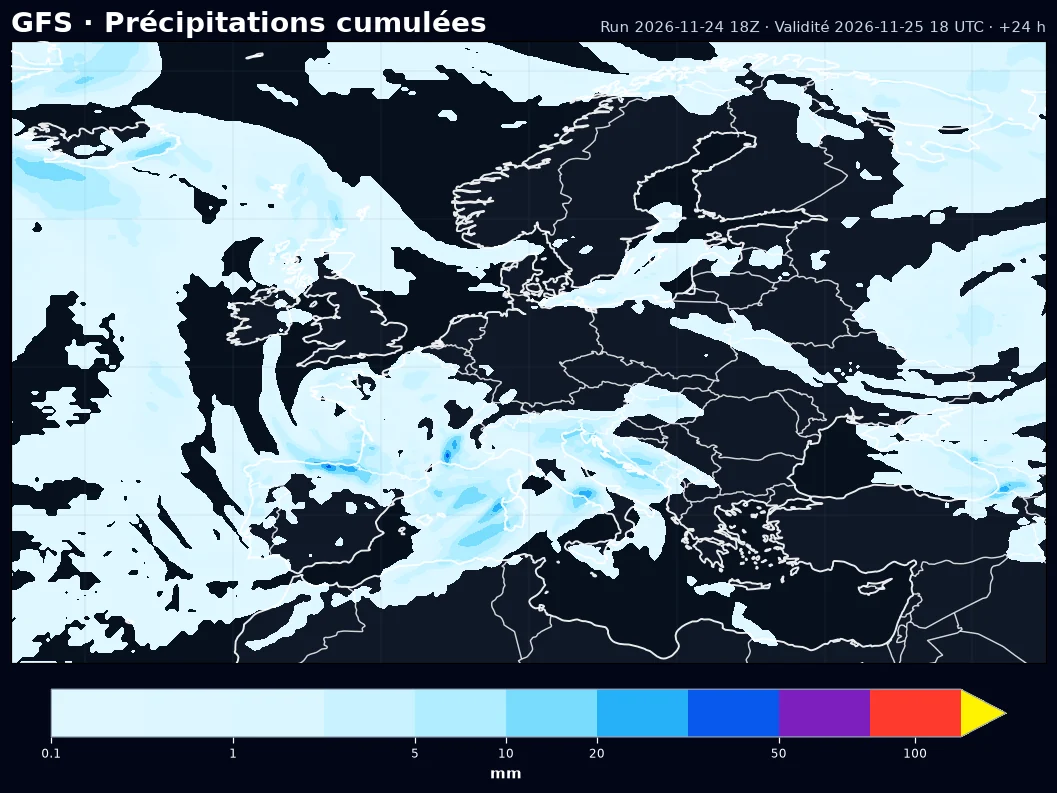 GFS · Précipitations cumulées
Run 2026-11-24 18Z · Validité 2026-11-25 18 UTC · +24 h
0.1 1 5 10 20 50 100
mm